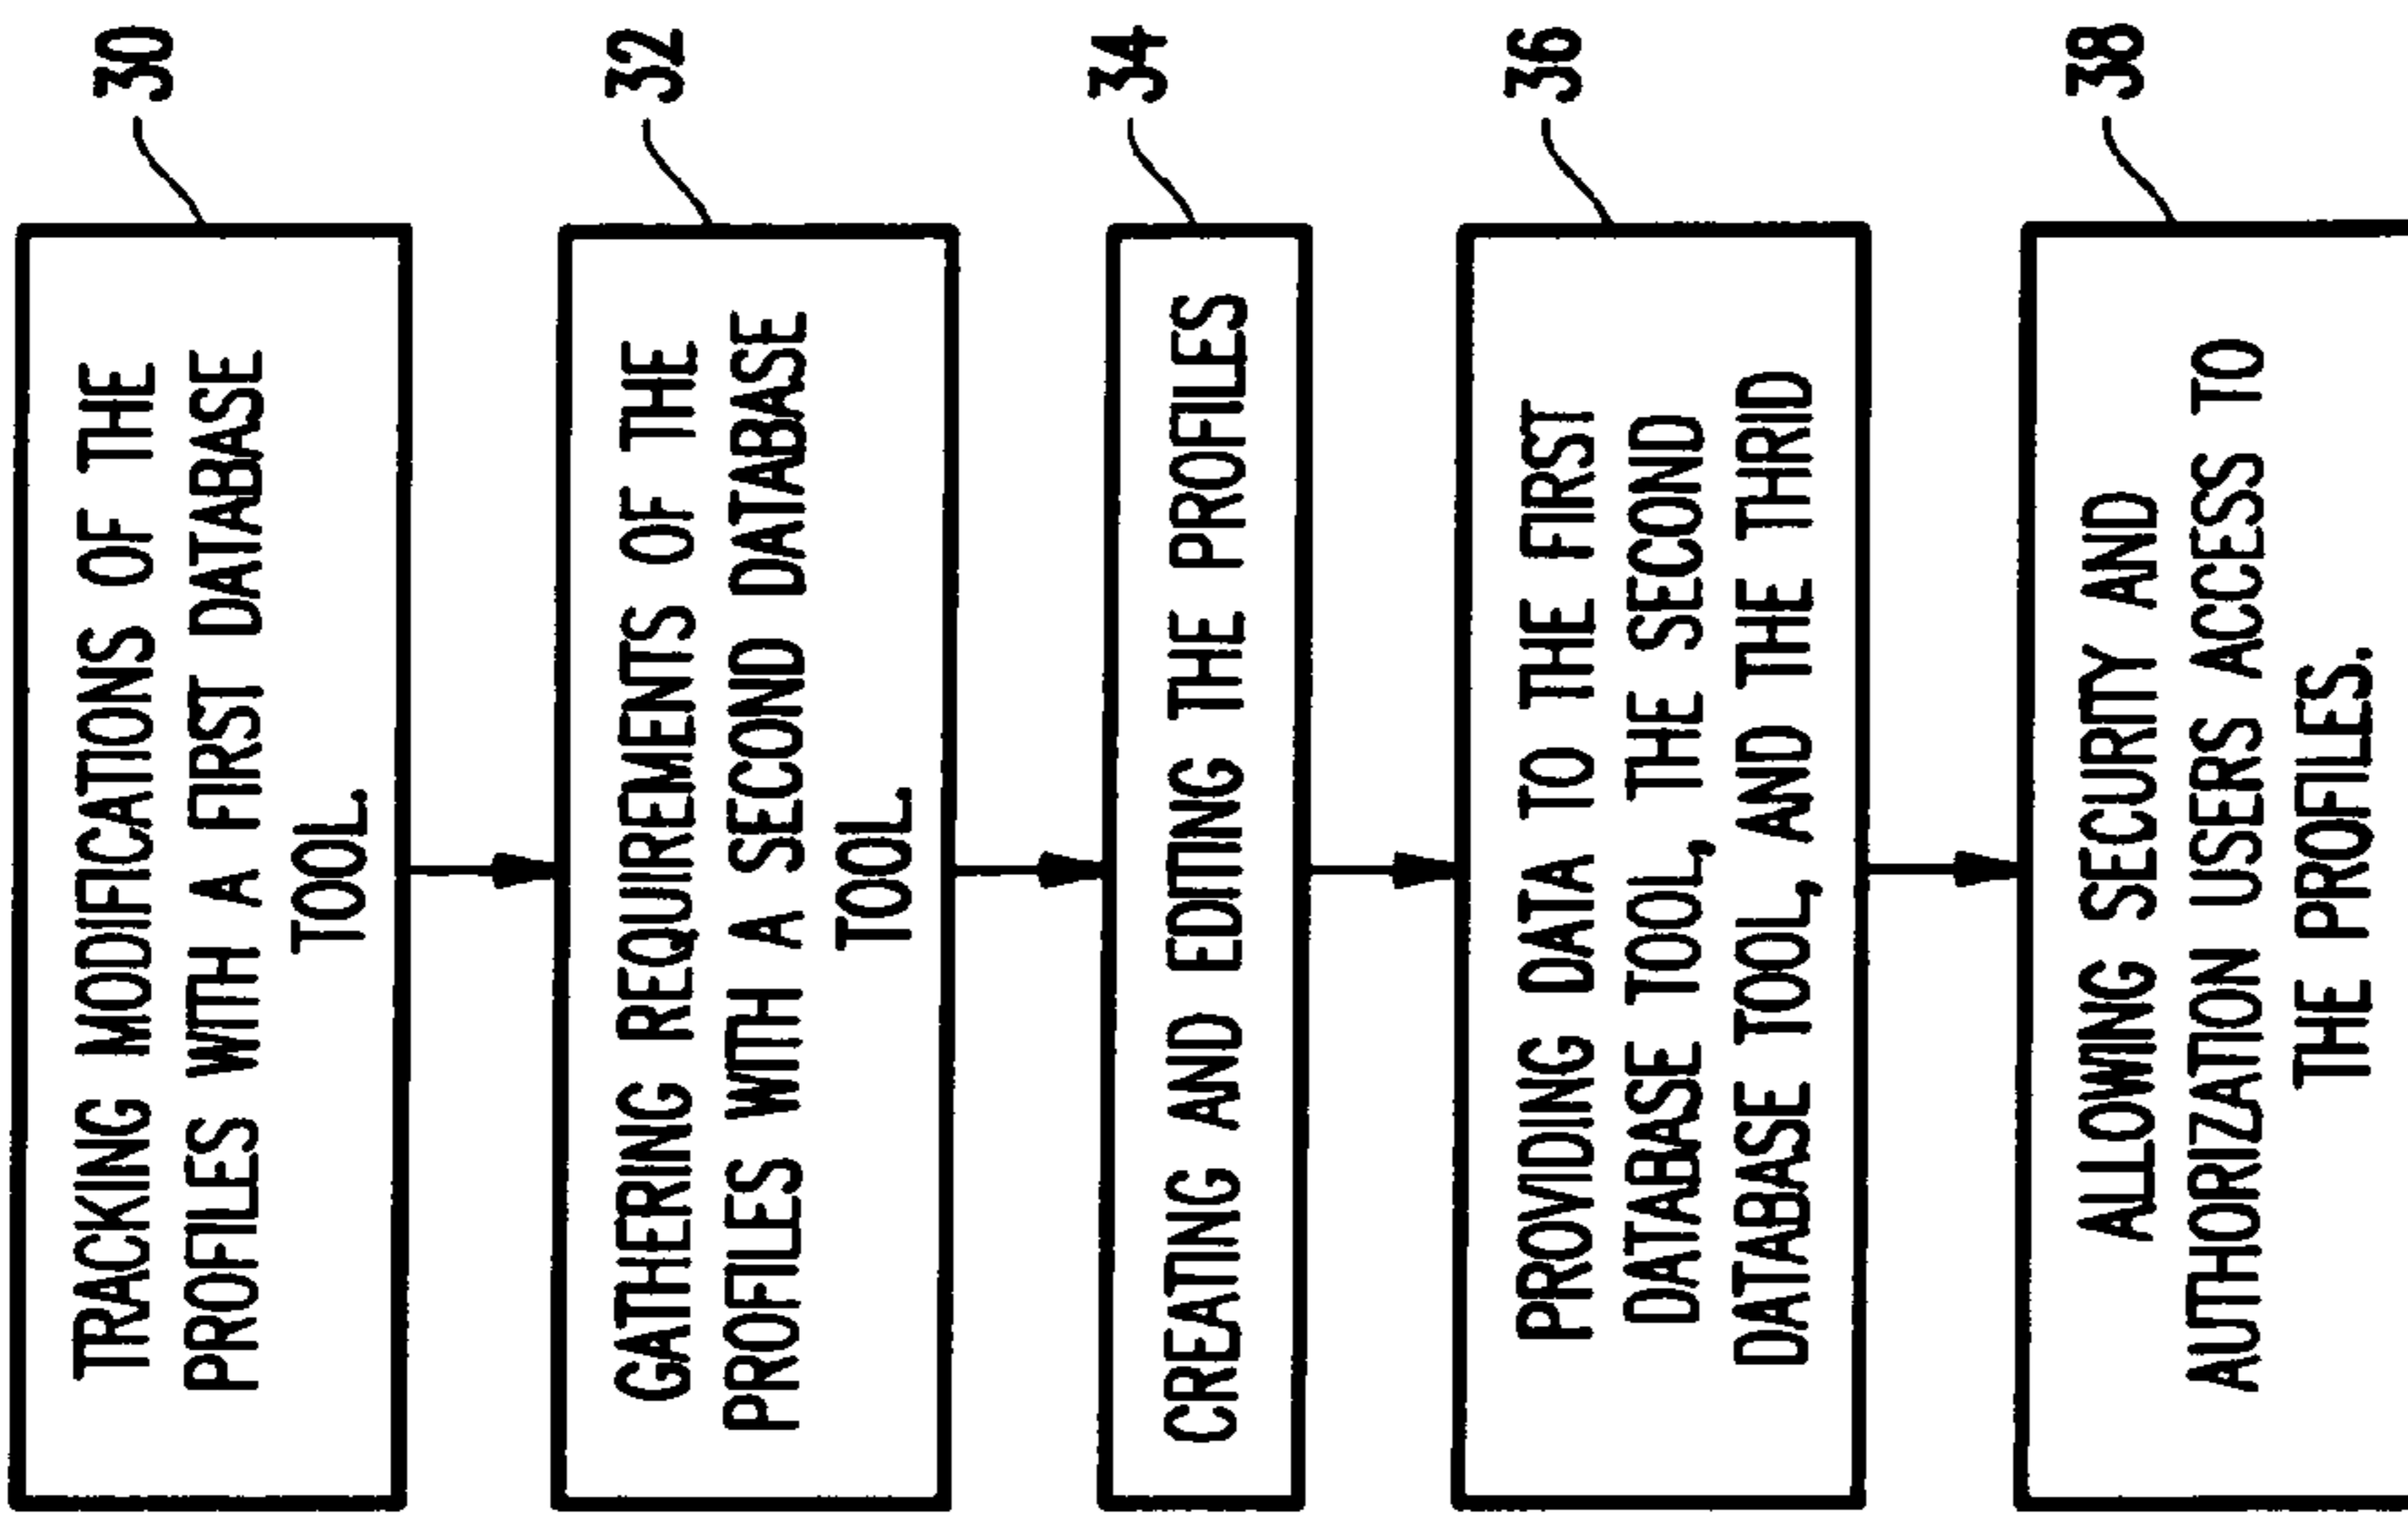 30
TRACKING MODIFICATIONS OF THE
PROFILES WITH A FIRST DATABASE
TOOL.
32
GATHERING REQUIREMENTS OF THE
PROFILES WITH A SECOND DATABASE
TOOL.
34
CREATING AND EDITING THE PROFILES
36
PROVIDING DATA TO THE FIRST
DATABASE TOOL, THE SECOND
DATABASE TOOL, AND THE THRID
38
ALLOWING SECURITY AND
AUTHORIZATION USERS ACCESS TO
THE PROFILES.